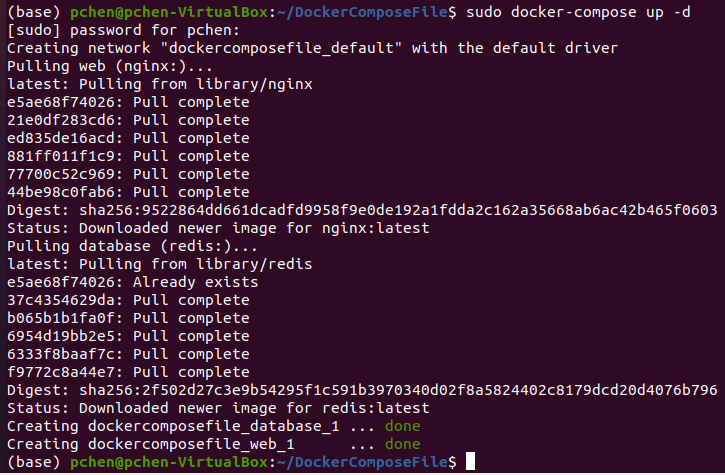 (base) pchen@pchen-VirtualBox:~/DockerComposeFile$ sudo docker-compose up -d
[sudo] password for pchen:
Creating network "dockercomposefile_default" with the default driver
Pulling web (nginx:)...
latest: Pulling from library/nginx
e5ae68f74026: Pull complete
21e0df283cd6: Pull complete
ed835de16acd: Pull complete
881ff011f1c9: Pull complete
77700c52c969: Pull complete
44be98c0fab6: Pull complete
Digest: sha256:9522864dd661dcadfd9958f9e0de192a1fdda2c162a35668ab6ac42b465f0603
Status: Downloaded newer image for nginx:latest
Pulling database (redis:)...
latest: Pulling from library/redis
e5ae68f74026: Already exists
37c4354629da: Pull complete
b065b1b1fa0f: Pull complete
6954d19bb2e5: Pull complete
6333f8baaf7c: Pull complete
f9772c8a44e7: Pull complete
Digest: sha256:2f502d27c3e9b54295f1c591b3970340d02f8a5824402c8179dcd20d4076b796
Status: Downloaded newer image for redis:latest
Creating dockercomposefile_database_1 ... done
Creating dockercomposefile_web_1      ... done
(base) pchen@pchen-VirtualBox:~/DockerComposeFile$